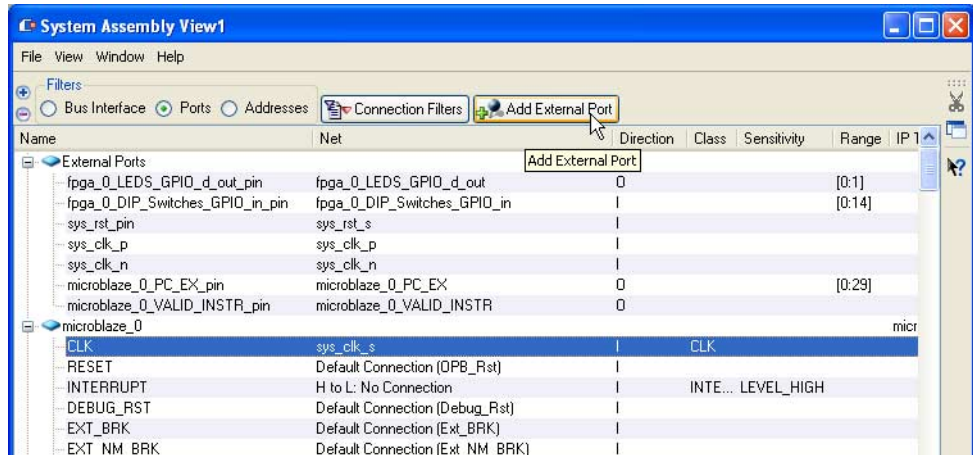 System Assembly View1
File View Window Help
Filters
Bus Interface Ports Addresses Connection Filters Add External Port
Name Net Direction Class Sensitivity Range IP
Add External Port
External Ports
fpga_0_LEDS_GPIO_d_out_pin fpga_0_LEDS_GPIO_d_out O [0:1]
fpga_0_DIP_Switches_GPIO_in_pin fpga_0_DIP_Switches_GPIO_in I [0:14]
sys_rst_pin sys_rst_s I
sys_clk_p sys_clk_p I
sys_clk_n sys_clk_n I
microblaze_0_PC_EX_pin microblaze_0_PC_EX O [0:29]
microblaze_0_VALID_INSTR_pin microblaze_0_VALID_INSTR O
microblaze_0 micr
CLK sys_clk_s I CLK
RESET Default Connection (OPB_Rst) I
INTERRUPT H to L: No Connection I INTE... LEVEL_HIGH
DEBUG_RST Default Connection (Debug_Rst) I
EXT_BRK Default Connection (Ext_BRK) I
EXT_NM_BRK Default Connection (Ext_NM_BRK) I